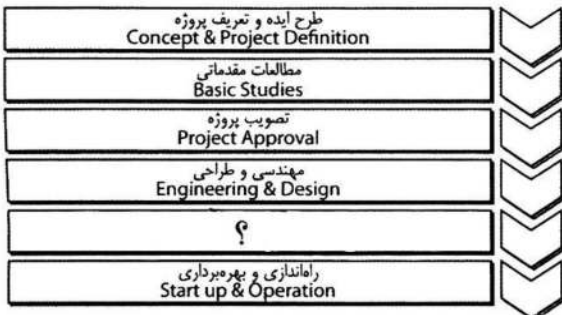 طرح ایده و تعریف پروژه
Concept & Project Definition
مطالعات مقدماتی
Basic Studies
تصویب پروژه
Project Approval
مهندسی و طراحی
Engineering & Design
؟
راه‌اندازی و بهره‌برداری
Start up & Operation